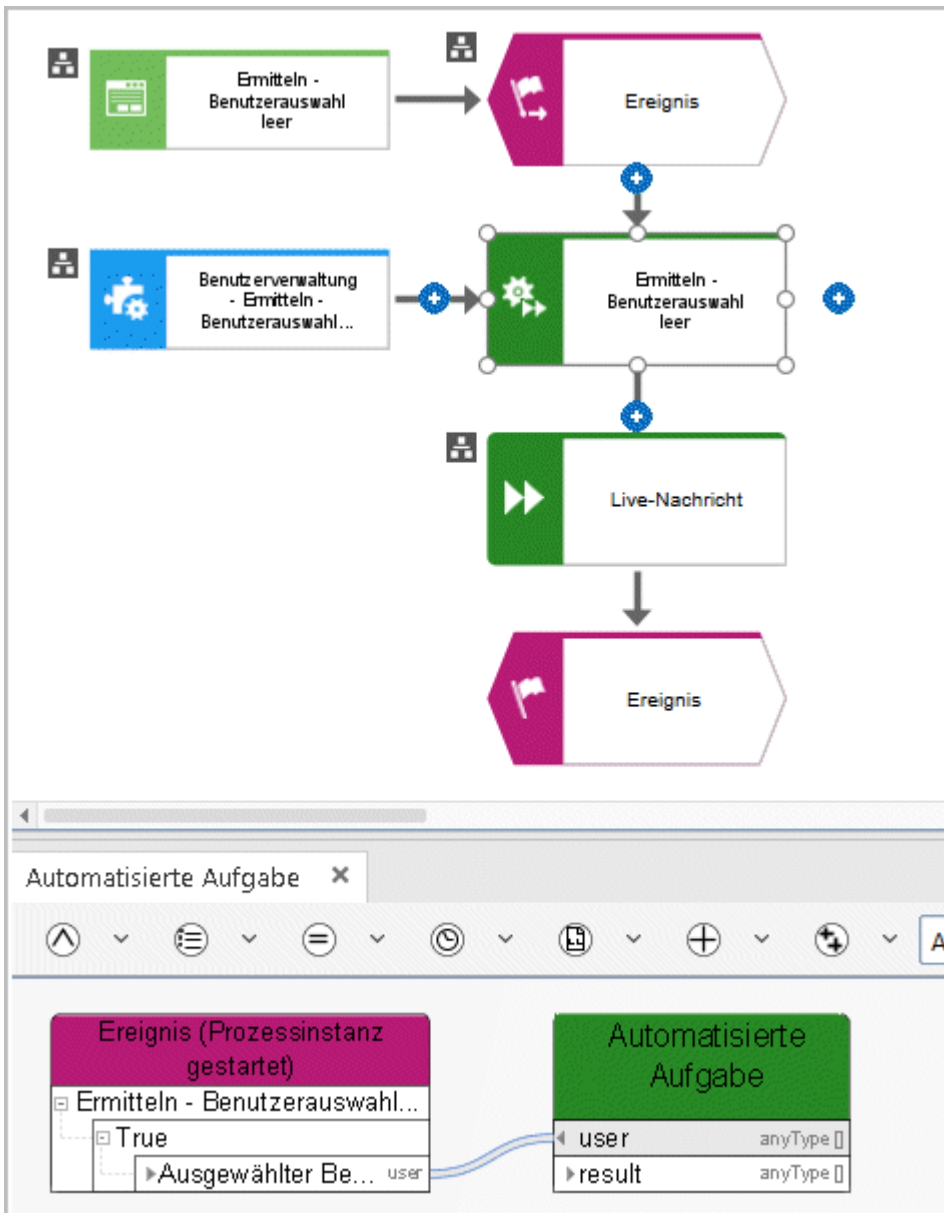 Ermitteln -
Benutzerauswahl
leer
Ereignis
Benutzerverwaltung
- Ermitteln -
Benutzerauswahl...
Ermitteln -
Benutzerauswahl
leer
Live-Nachricht
Ereignis
Automatisierte Aufgabe
A
Ereignis (Prozessinstanz
gestartet)
Ermitteln - Benutzerauswahl...
True
Ausgewählter Be... user
Automatisierte
Aufgabe
user anyType []
result anyType []